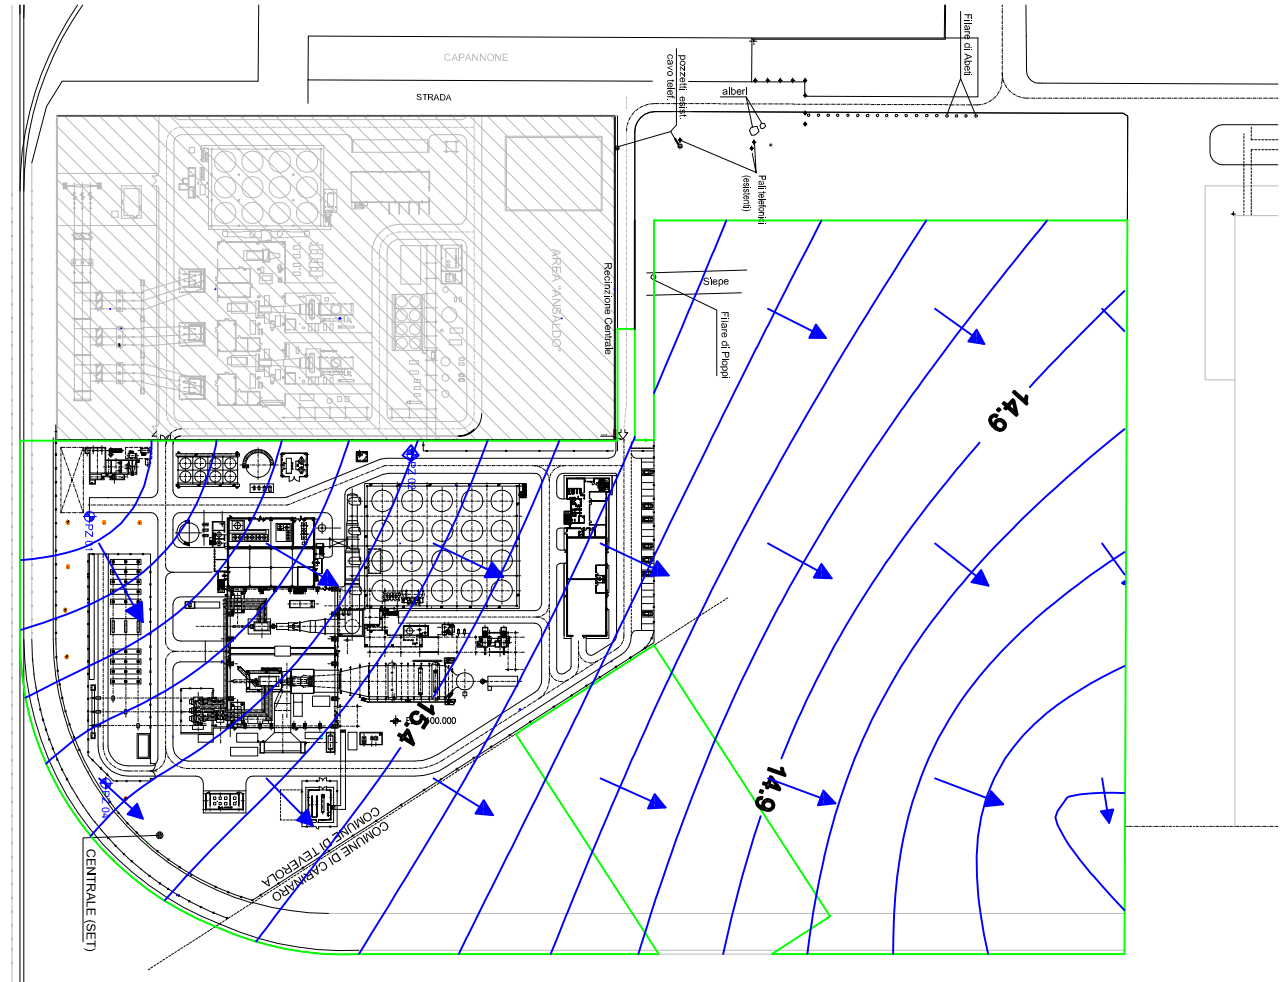 CAPANNONE
STRADA
Filare di Abeti
pozzetti esist.
cavo telef.
alberi
Pali telefonici
(esistenti)
AREA "ANSALDO"
Recinzione Centrale
Siepe
Filare di Pioppi
14.9
PZ 02
PZ 01
15.4
14.9
PZ 04
COMUNE DI TEVEROLA
COMUNE DI CARINARO
CENTRALE (SET)